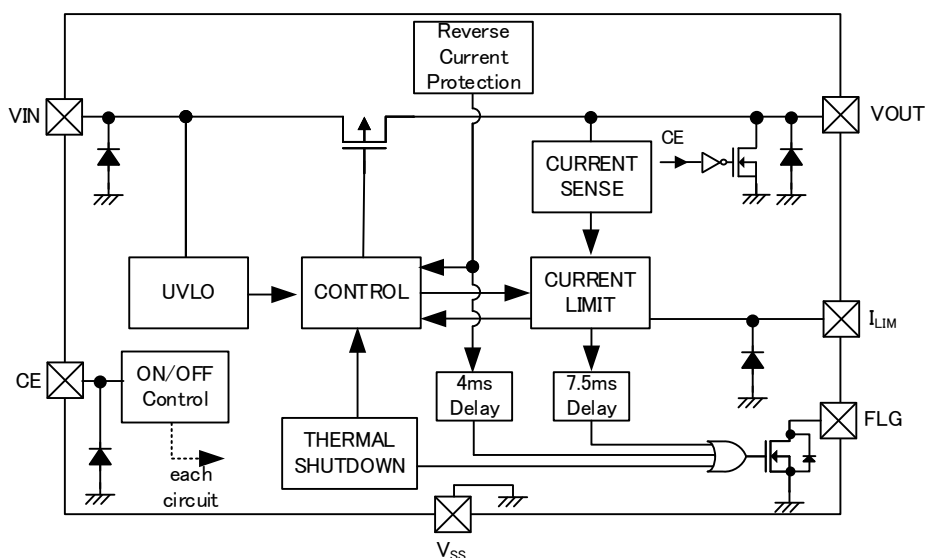 Reverse
Current
Protection
VIN
VOUT
CE
CURRENT
SENSE
UVLO
CONTROL
CURRENT
LIMIT
ILIM
CE
ON/OFF
Control
4ms
Delay
7.5ms
Delay
FLG
THERMAL
SHUTDOWN
each
circuit
VSS